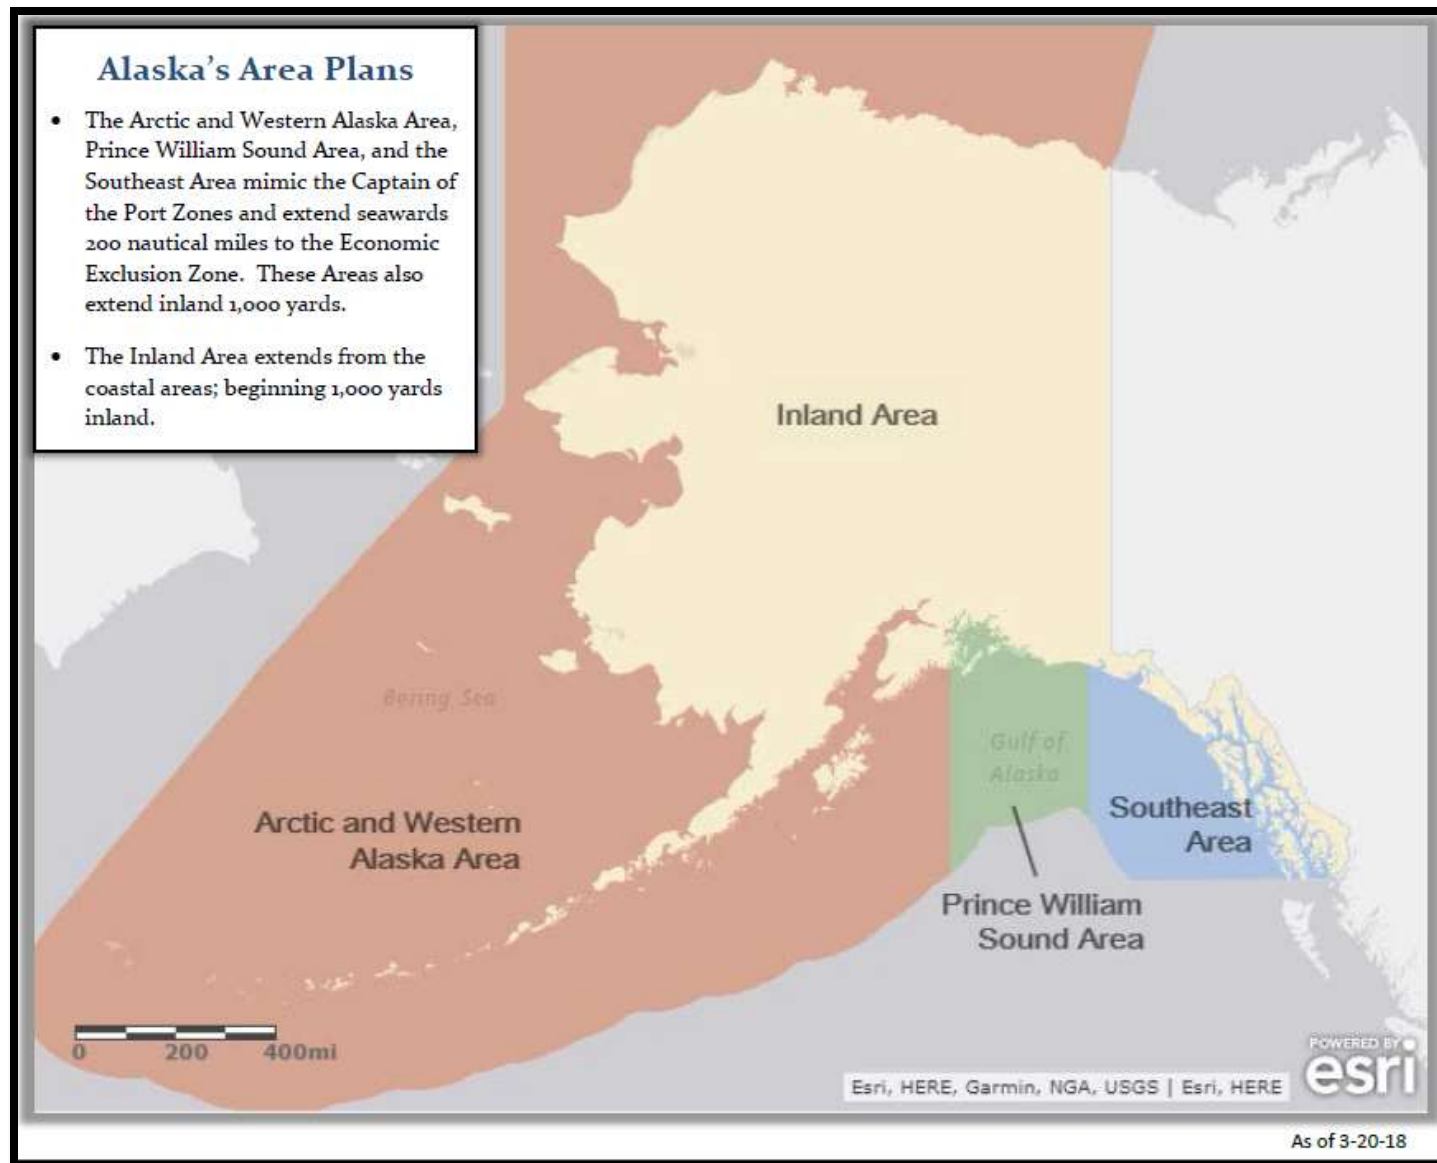 Alaska's Area Plans
• The Arctic and Western Alaska Area,
Prince William Sound Area, and the
Southeast Area mimic the Captain of
the Port Zones and extend seawards
200 nautical miles to the Economic
Exclusion Zone. These Areas also
extend inland 1,000 yards.
• The Inland Area extends from the
coastal areas; beginning 1,000 yards
inland.
Inland Area
Bering Sea
Gulf of
Alaska
Arctic and Western
Alaska Area
Southeast
Area
Prince William
Sound Area
0 200 400mi
POWERED BY
esri
Esri, HERE, Garmin, NGA, USGS | Esri, HERE
As of 3-20-18